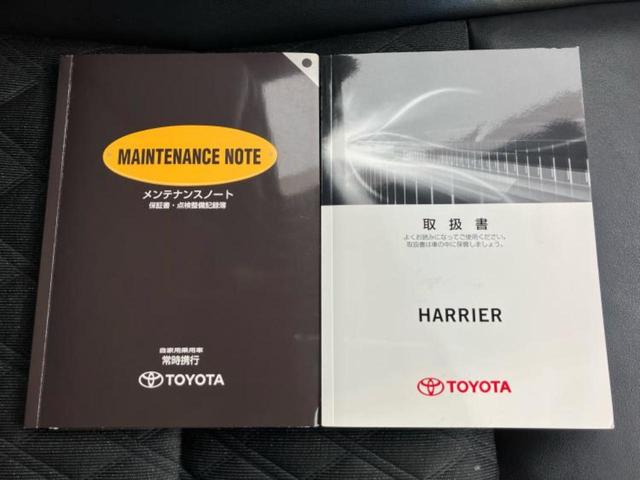 MAINTENANCE NOTE
メンテナンスノート
保証書・点検整備記録簿
自家用乗用車
常時携行
TOYOTA
取扱書
よくお読みになってご使用ください。
取扱書は車の中に保管しましょう。
HARRIER
TOYOTA